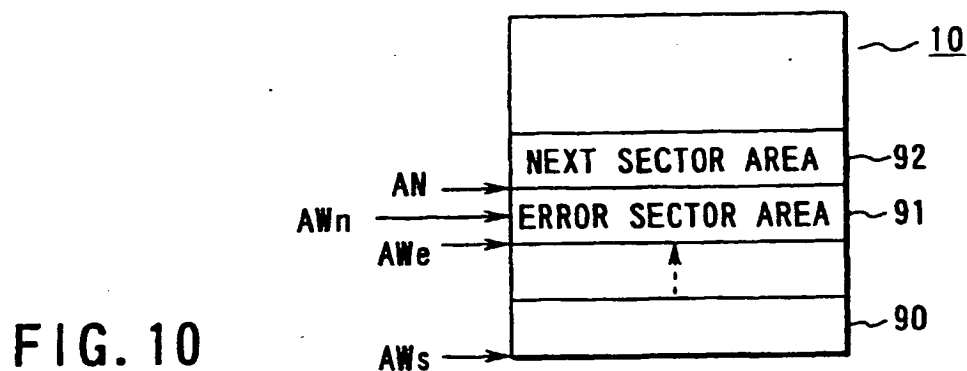 10
NEXT SECTOR AREA 92
AN
AWn ERROR SECTOR AREA 91
AWe
90
FIG. 10
AWs